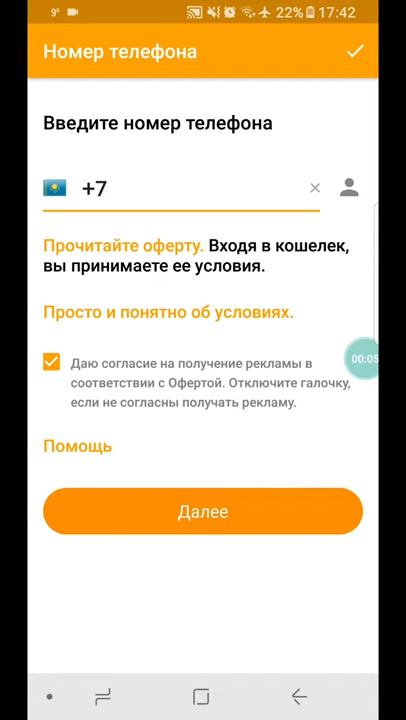 9° 22% 17:42
Номер телефона
Введите номер телефона
+7
Прочитайте оферту. Входя в кошелек,
вы принимаете ее условия.
Просто и понятно об условиях.
Даю согласие на получение рекламы в
соответствии с Офертой. Отключите галочку,
если не согласны получать рекламу.
00:05
Помощь
Далее